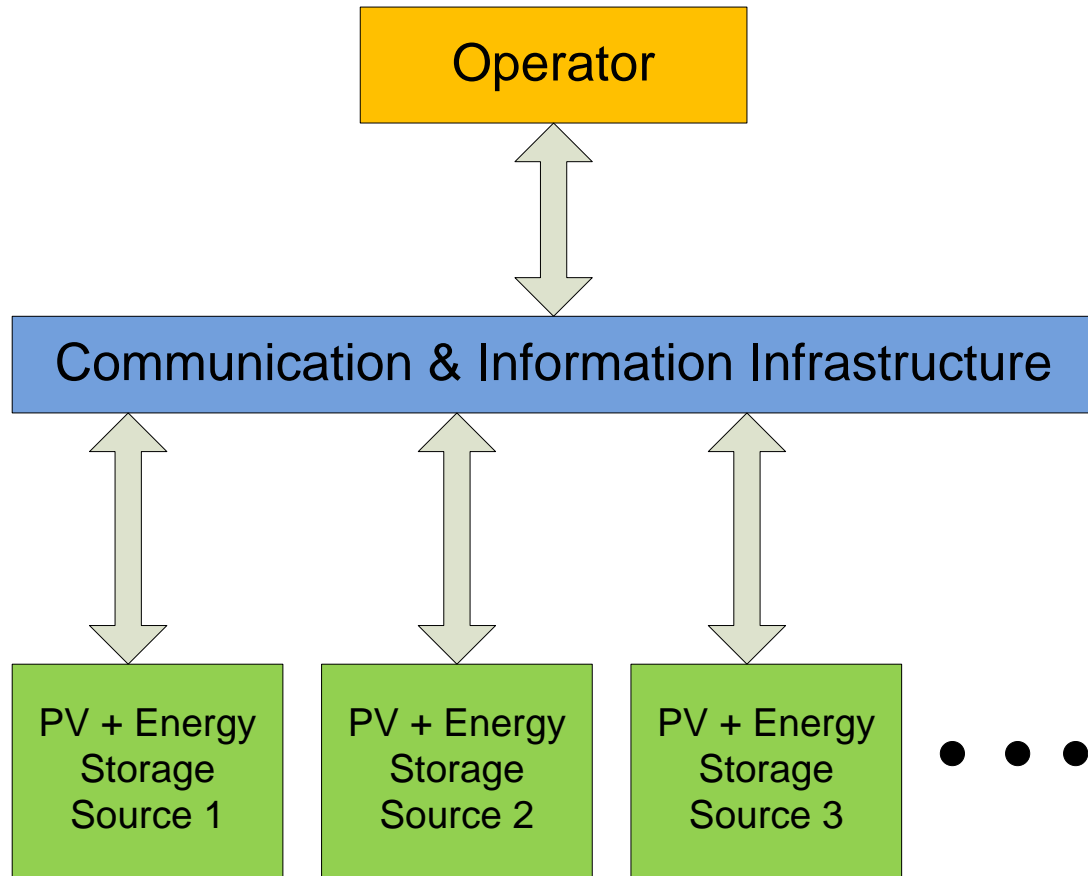 Operator
Communication & Information Infrastructure
PV + Energy
Storage
Source 1
PV + Energy
Storage
Source 2
PV + Energy
Storage
Source 3